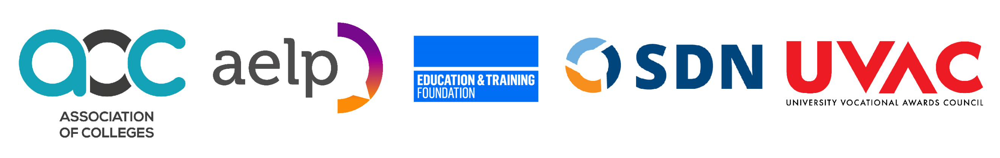 aoc
ASSOCIATION
OF COLLEGES
aelp
EDUCATION & TRAINING
FOUNDATION
SDN
UVAC
UNIVERSITY VOCATIONAL AWARDS COUNCIL